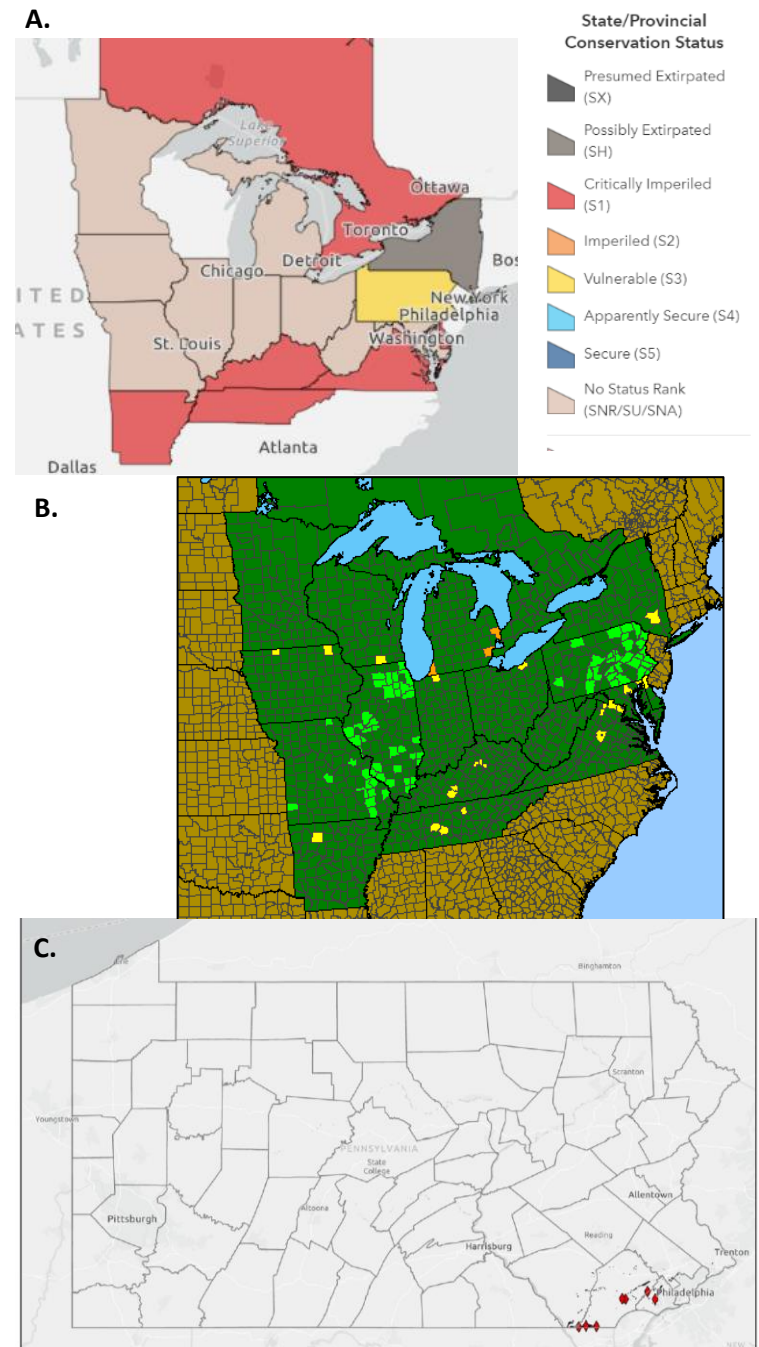 A.
State/Provincial
Conservation Status
Presumed Extirpated
(SX)
Possibly Extirpated
(SH)
Critically Imperiled
(S1)
Imperiled (S2)
Vulnerable (S3)
Apparently Secure (S4)
Secure (S5)
No Status Rank
(SNR/SU/SNA)
Lake
Superior
Ottawa
Toronto
Detroit
Bos
Chicago
ITED
New York
Philadelphia
ATES
St. Louis
Washington
Atlanta
Dallas
B.
C.
Binghamton
Scranton
Youngstown
PENNSYLVANIA
State
College
Allentown
Altoona
Pittsburgh
Reading
Harrisburg
Trenton
Philadelphia